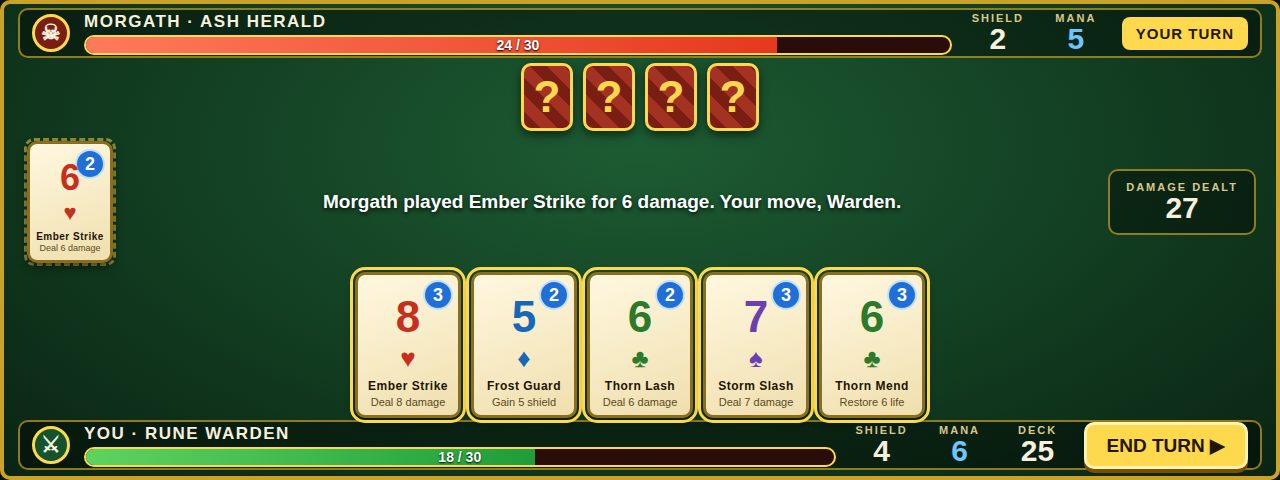 MORGATH · ASH HERALD
24 / 30
SHIELD
2
MANA
5
YOUR TURN
? ? ? ?
6
2
♥
Ember Strike
Deal 6 damage
Morgath played Ember Strike for 6 damage. Your move, Warden.
DAMAGE DEALT
27
8
3
♥
Ember Strike
Deal 8 damage
5
2
♦
Frost Guard
Gain 5 shield
6
2
♣
Thorn Lash
Deal 6 damage
7
3
♠
Storm Slash
Deal 7 damage
6
3
♣
Thorn Mend
Restore 6 life
YOU · RUNE WARDEN
18 / 30
SHIELD
4
MANA
6
DECK
25
END TURN ▶